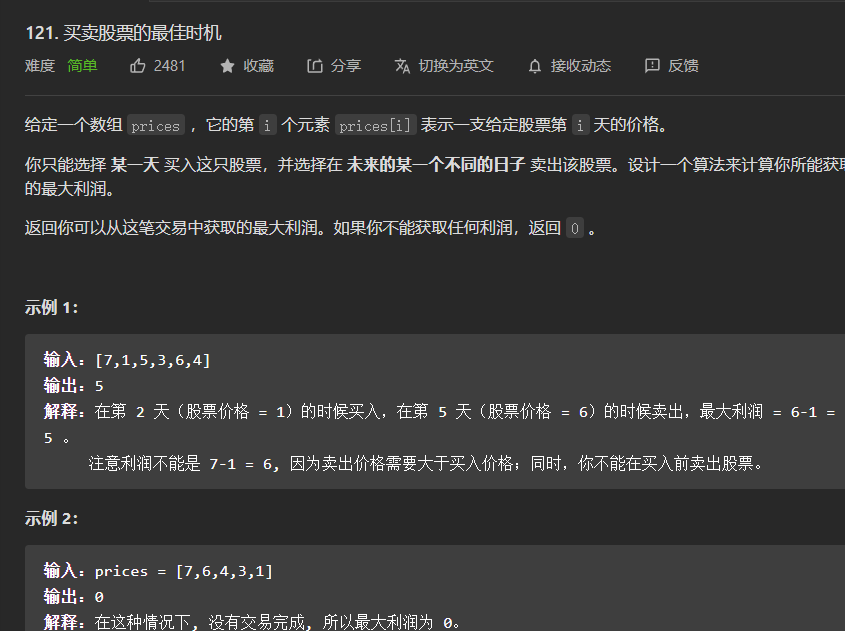 121. 买卖股票的最佳时机
难度 简单 2481 收藏 分享 切换为英文 接收动态 反馈
给定一个数组 prices ，它的第 i 个元素 prices[i] 表示一支给定股票第 i 天的价格。
你只能选择 某一天 买入这只股票，并选择在 未来的某一个不同的日子 卖出该股票。设计一个算法来计算你所能获取
的最大利润。
返回你可以从这笔交易中获取的最大利润。如果你不能获取任何利润，返回 0 。
示例 1：
输入：[7,1,5,3,6,4]
输出：5
解释：在第 2 天（股票价格 = 1）的时候买入，在第 5 天（股票价格 = 6）的时候卖出，最大利润 = 6-1 =
5 。
注意利润不能是 7-1 = 6, 因为卖出价格需要大于买入价格；同时，你不能在买入前卖出股票。
示例 2：
输入：prices = [7,6,4,3,1]
输出：0
解释：在这种情况下, 没有交易完成, 所以最大利润为 0。